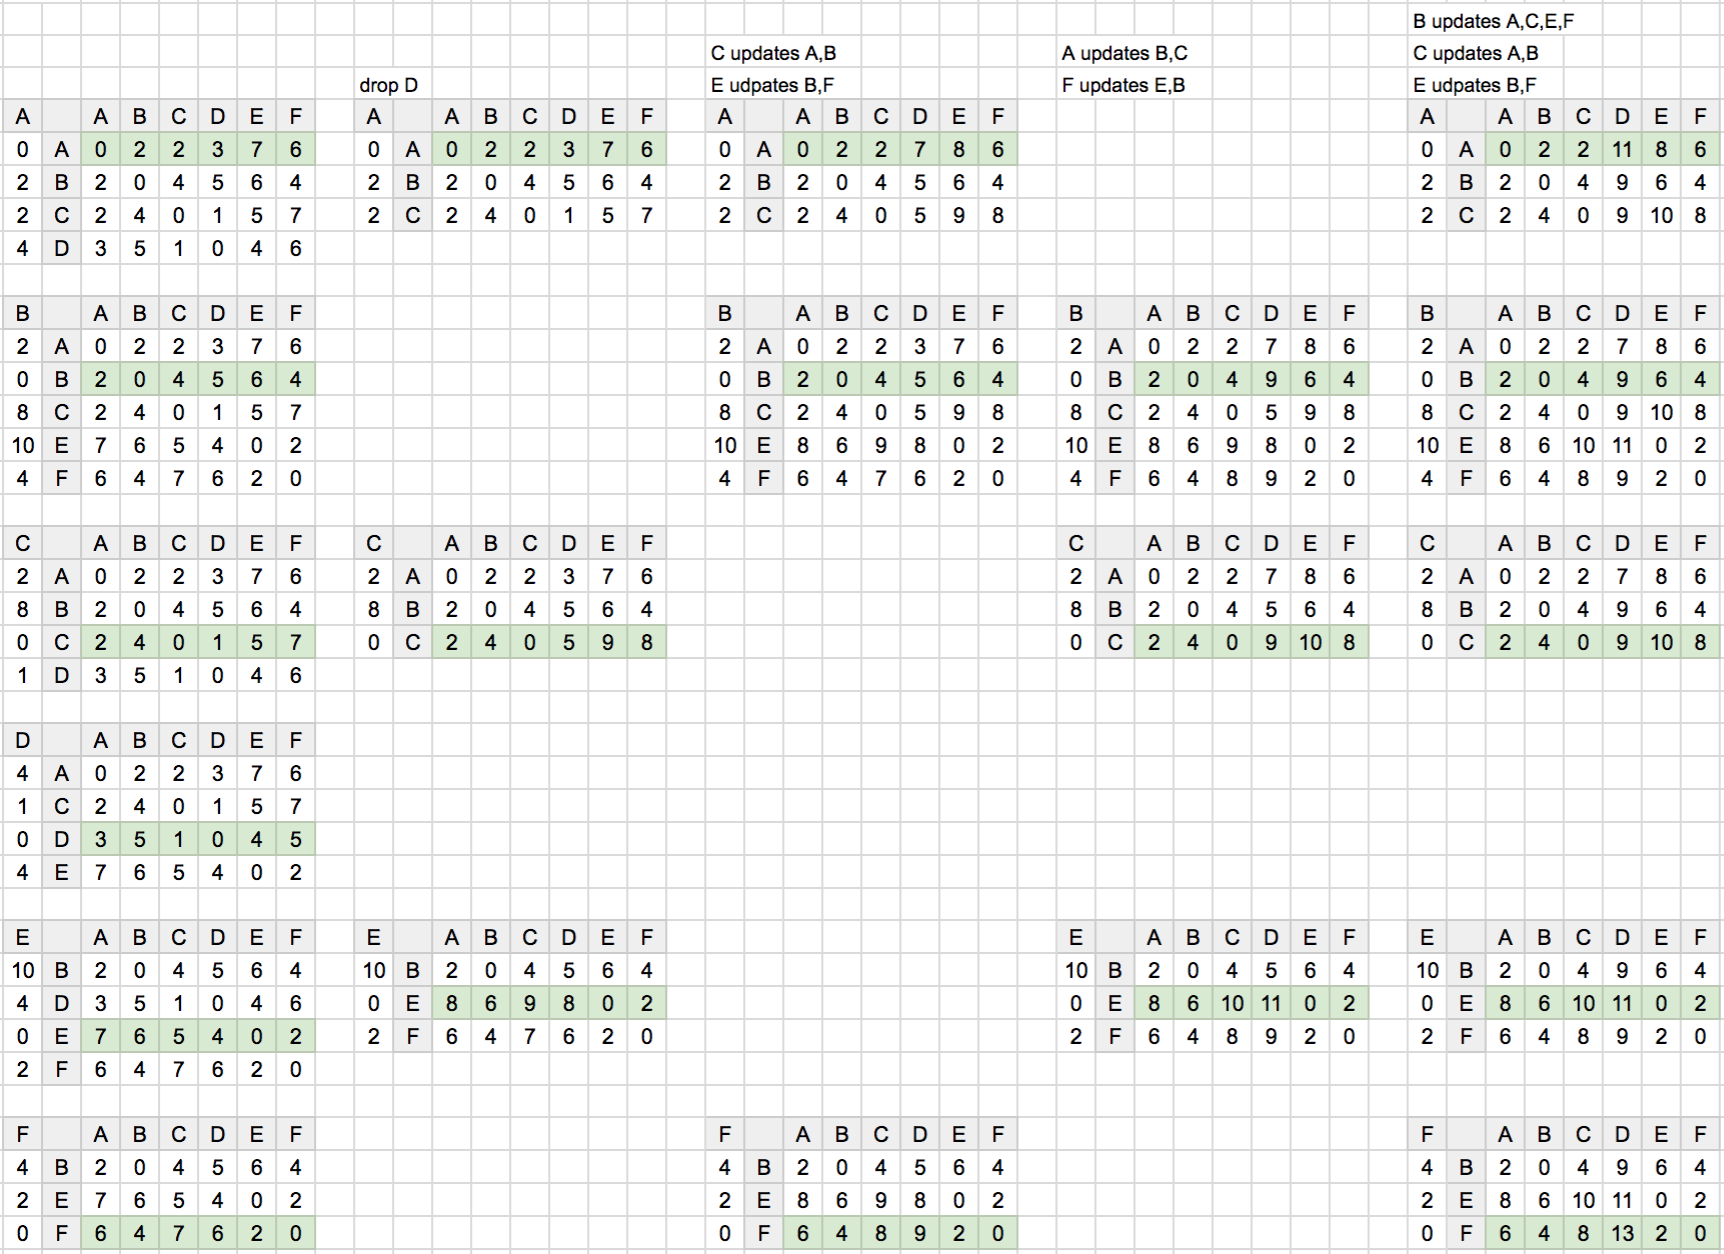 B updates A,C,E,F
C updates A,B A updates B,C C updates A,B
drop D E udpates B,F F updates E,B E udpates B,F
A A B C D E F A A B C D E F A A B C D E F A A B C D E F
0 A 0 2 2 3 7 6 0 A 0 2 2 3 7 6 0 A 0 2 2 7 8 6 0 A 0 2 2 11 8 6
2 B 2 0 4 5 6 4 2 B 2 0 4 5 6 4 2 B 2 0 4 5 6 4 2 B 2 0 4 9 6 4
2 C 2 4 0 1 5 7 2 C 2 4 0 1 5 7 2 C 2 4 0 5 9 8 2 C 2 4 0 9 10 8
4 D 3 5 1 0 4 6
B A B C D E F B A B C D E F B A B C D E F B A B C D E F
2 A 0 2 2 3 7 6 2 A 0 2 2 3 7 6 2 A 0 2 2 7 8 6 2 A 0 2 2 7 8 6
0 B 2 0 4 5 6 4 0 B 2 0 4 5 6 4 0 B 2 0 4 9 6 4 0 B 2 0 4 9 6 4
8 C 2 4 0 1 5 7 8 C 2 4 0 5 9 8 8 C 2 4 0 5 9 8 8 C 2 4 0 9 10 8
10 E 7 6 5 4 0 2 10 E 8 6 9 8 0 2 10 E 8 6 9 8 0 2 10 E 8 6 10 11 0 2
4 F 6 4 7 6 2 0 4 F 6 4 7 6 2 0 4 F 6 4 8 9 2 0 4 F 6 4 8 9 2 0
C A B C D E F C A B C D E F C A B C D E F C A B C D E F
2 A 0 2 2 3 7 6 2 A 0 2 2 3 7 6 2 A 0 2 2 7 8 6 2 A 0 2 2 7 8 6
8 B 2 0 4 5 6 4 8 B 2 0 4 5 6 4 8 B 2 0 4 5 6 4 8 B 2 0 4 9 6 4
0 C 2 4 0 1 5 7 0 C 2 4 0 5 9 8 0 C 2 4 0 9 10 8 0 C 2 4 0 9 10 8
1 D 3 5 1 0 4 6
D A B C D E F
4 A 0 2 2 3 7 6
1 C 2 4 0 1 5 7
0 D 3 5 1 0 4 5
4 E 7 6 5 4 0 2
E A B C D E F E A B C D E F E A B C D E F E A B C D E F
10 B 2 0 4 5 6 4 10 B 2 0 4 5 6 4 10 B 2 0 4 5 6 4 10 B 2 0 4 9 6 4
4 D 3 5 1 0 4 6 0 E 8 6 9 8 0 2 0 E 8 6 10 11 0 2 0 E 8 6 10 11 0 2
0 E 7 6 5 4 0 2 2 F 6 4 7 6 2 0 2 F 6 4 8 9 2 0 2 F 6 4 8 9 2 0
2 F 6 4 7 6 2 0
F A B C D E F F A B C D E F F A B C D E F
4 B 2 0 4 5 6 4 4 B 2 0 4 5 6 4 4 B 2 0 4 9 6 4
2 E 7 6 5 4 0 2 2 E 8 6 9 8 0 2 2 E 8 6 10 11 0 2
0 F 6 4 7 6 2 0 0 F 6 4 8 9 2 0 0 F 6 4 8 13 2 0